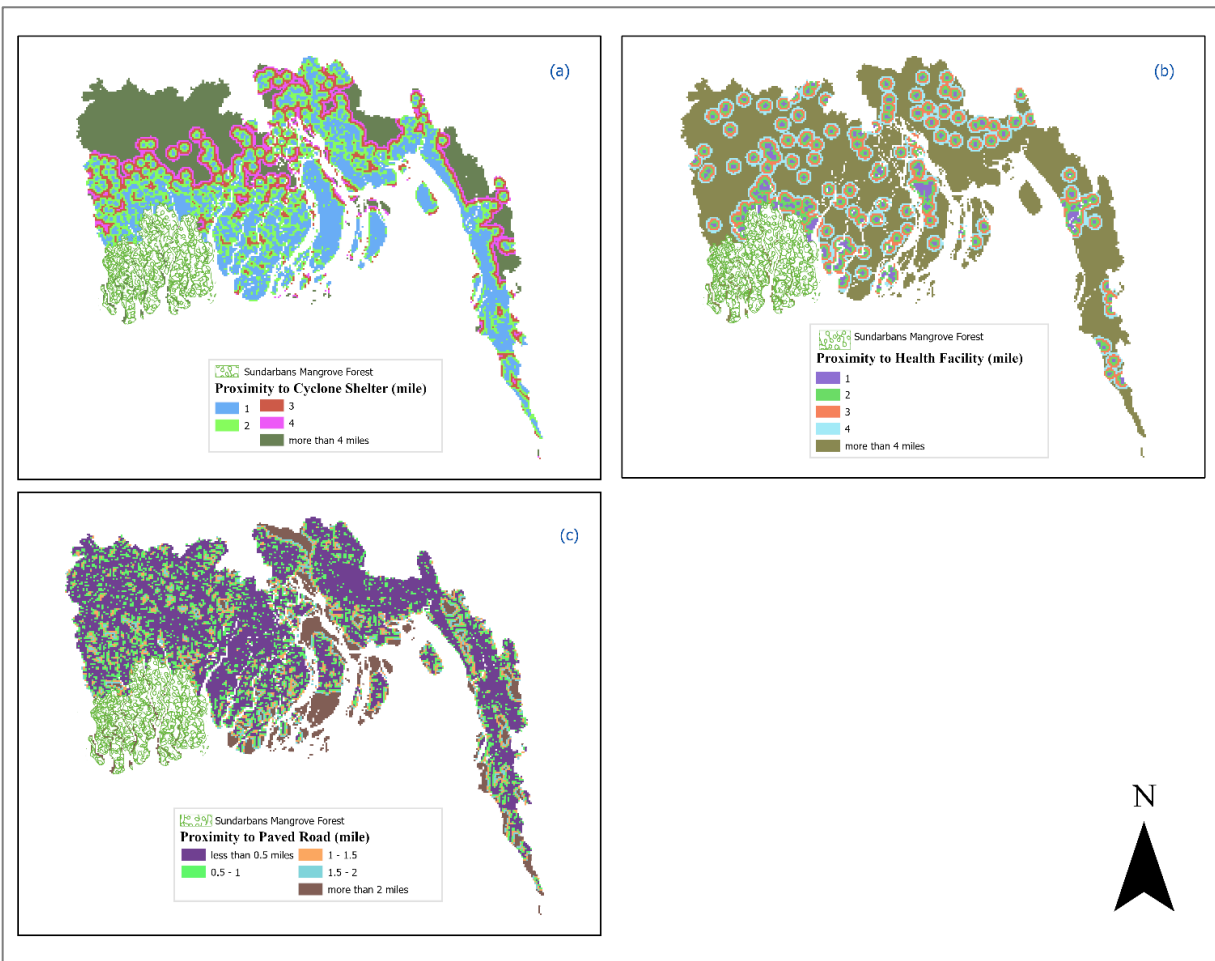 (a)
Sundarbans Mangrove Forest
Proximity to Cyclone Shelter (mile)
1 3
2 4
more than 4 miles
(b)
Sundarbans Mangrove Forest
Proximity to Health Facility (mile)
1
2
3
4
more than 4 miles
(c)
Sundarbans Mangrove Forest
Proximity to Paved Road (mile)
less than 0.5 miles 1 - 1.5
0.5 - 1 1.5 - 2
more than 2 miles
N